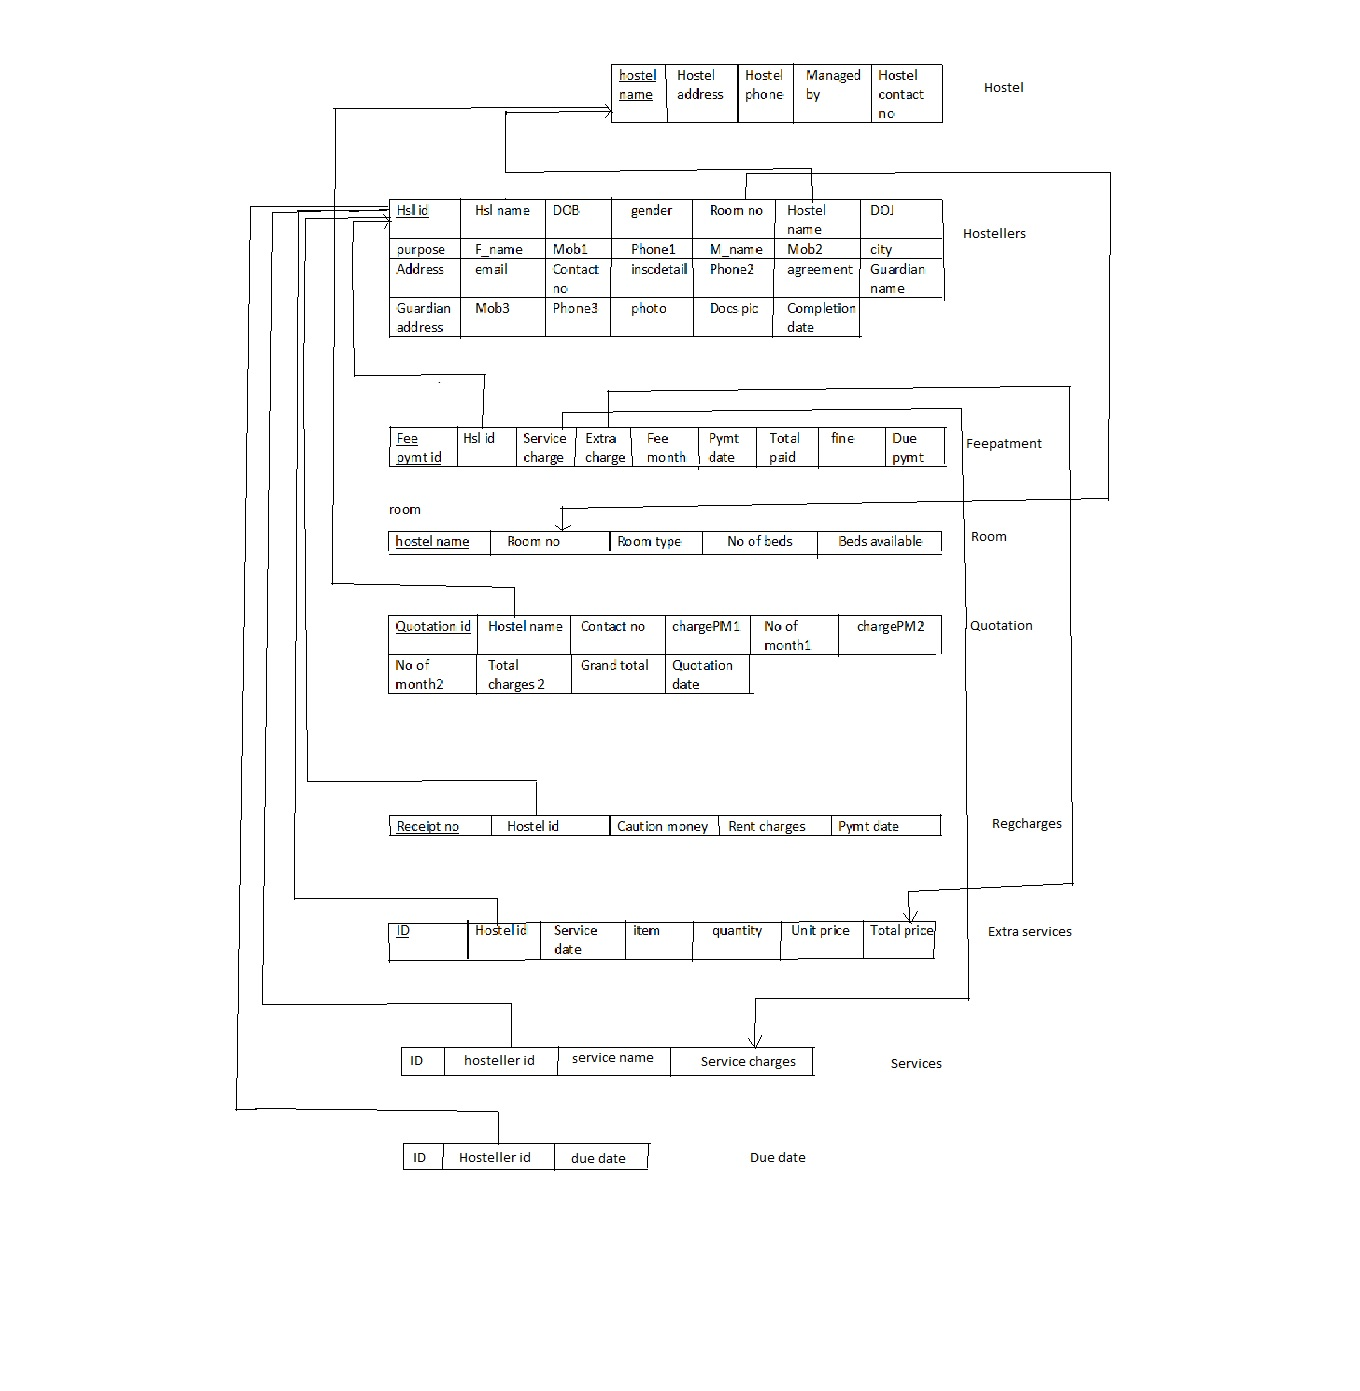 hostel name
Hostel address
Hostel phone
Managed by
Hostel contact no
Hostel
Hsl id
Hsl name
DOB
gender
Room no
Hostel name
DOJ
Hostellers
purpose
F_name
Mob1
Phone1
M_name
Mob2
city
Address
email
Contact no
inscdetail
Phone2
agreement
Guardian name
Guardian address
Mob3
Phone3
photo
Docs pic
Completion date
Fee pymt id
Hsl id
Service charge
Extra charge
Fee month
Pymt date
Total paid
fine
Due pymt
Feepatment
room
hostel name
Room no
Room type
No of beds
Beds available
Room
Quotation id
Hostel name
Contact no
chargePM1
No of month1
chargePM2
Quotation
No of month2
Total charges 2
Grand total
Quotation date
Receipt no
Hostel id
Caution money
Rent charges
Pymt date
Regcharges
ID
Hostel id
Service date
item
quantity
Unit price
Total price
Extra services
ID
hosteller id
service name
Service charges
Services
ID
Hosteller id
due date
Due date